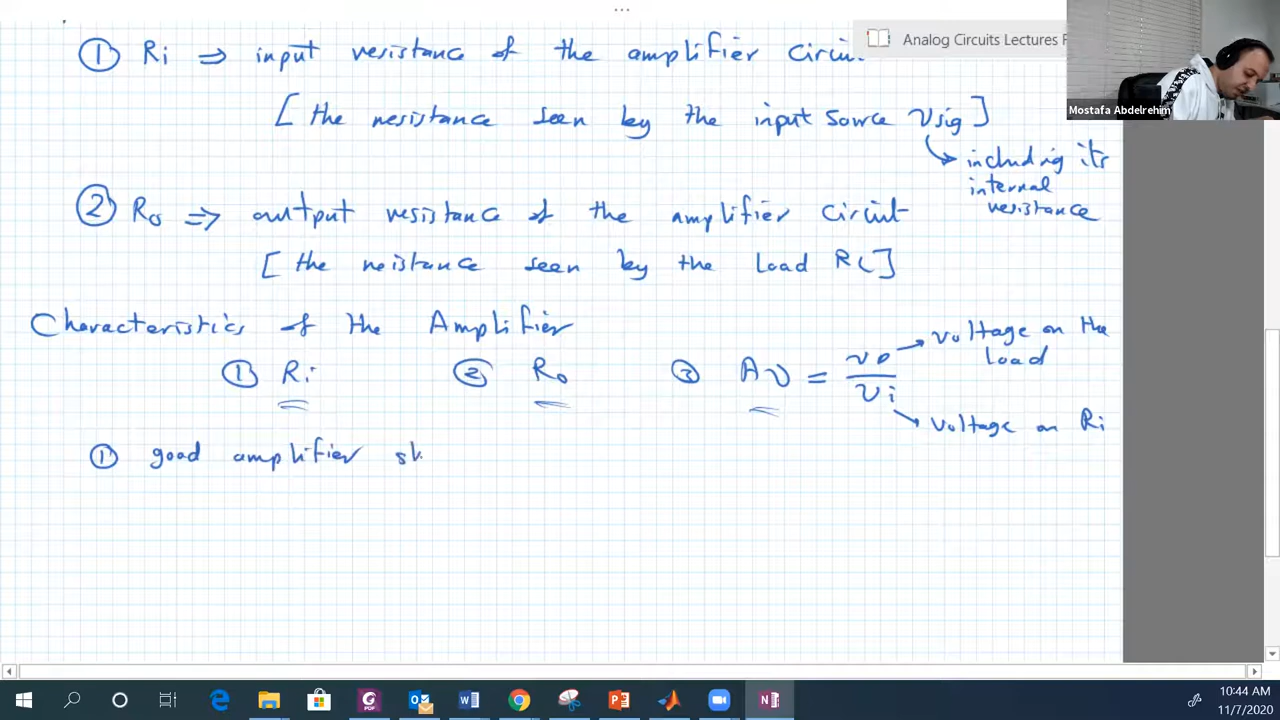 ① Ri ⇒ input resistance of the amplifier circui
Analog Circuits Lectures F
Mostafa Abdelrehim
[ the resistance seen by the input source vsig ]
including its
internal
resistance
② Ro ⇒ output resistance of the amplifier circuit
[ the reistance seen by the Load RL ]
Characteristics of the Amplifier
① Ri ② Ro ③ Av = vo / vi
voltage on the
Load
voltage on Ri
① good amplifier sh
10:44 AM
11/7/2020